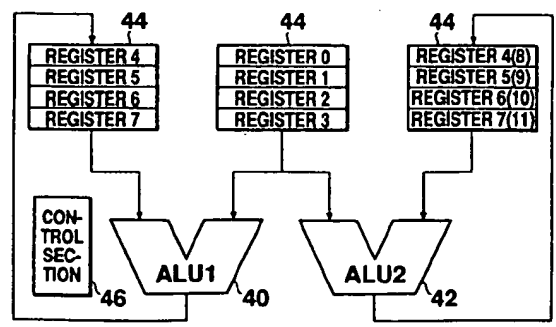 44
44
44
REGISTER 4
REGISTER 5
REGISTER 6
REGISTER 7
REGISTER 0
REGISTER 1
REGISTER 2
REGISTER 3
REGISTER 4(8)
REGISTER 5(9)
REGISTER 6(10)
REGISTER 7(11)
CON-
TROL
SEC-
TION
46
ALU1
40
ALU2
42